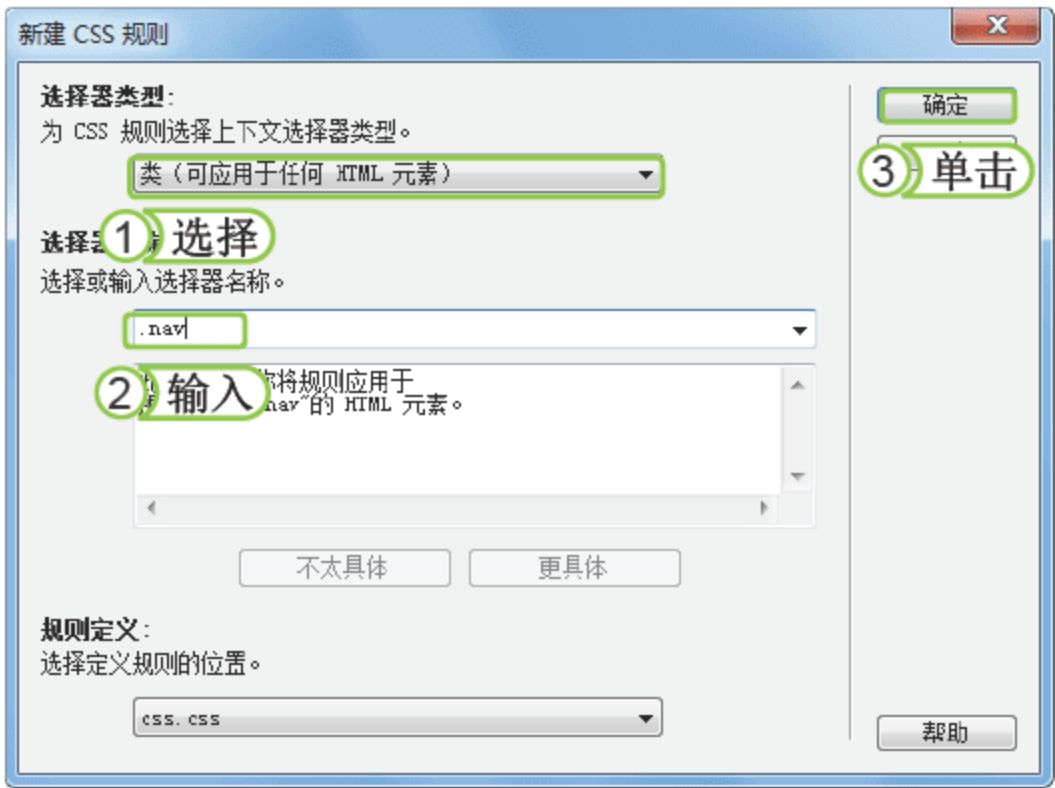 新建 CSS 规则
X
选择器类型:
为 CSS 规则选择上下文选择器类型。
类（可应用于任何 HTML 元素）
确定
③ 单击
① 选择
选择器
选择或输入选择器名称。
.nav
② 输入
将规则应用于
nav"的 HTML 元素。
不太具体
更具体
规则定义:
选择定义规则的位置。
css.css
帮助